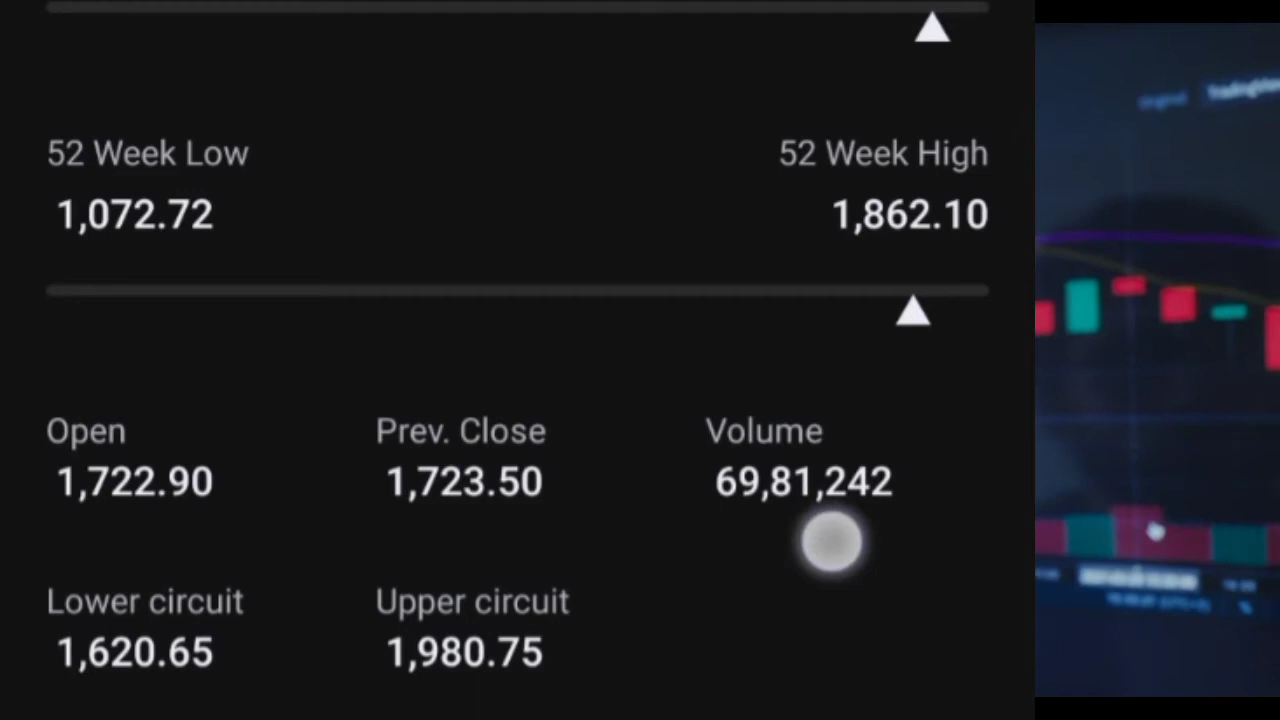 52 Week Low 52 Week High
1,072.72 1,862.10
Open Prev. Close Volume
1,722.90 1,723.50 69,81,242
Lower circuit Upper circuit
1,620.65 1,980.75